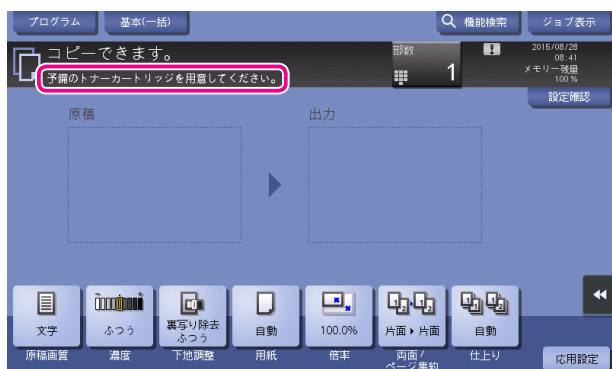 プログラム
基本(一括)
機能検索
ジョブ表示
コピーできます。
予備のトナーカートリッジを用意してください。
部数
1
2015/08/28
08:41
メモリー残量
100 %
設定確認
原稿
出力
文字
ふつう
裏写り除去
ふつう
自動
100.0%
片面 ▶ 片面
自動
原稿画質
濃度
下地調整
用紙
倍率
両面/
ページ集約
仕上り
応用設定